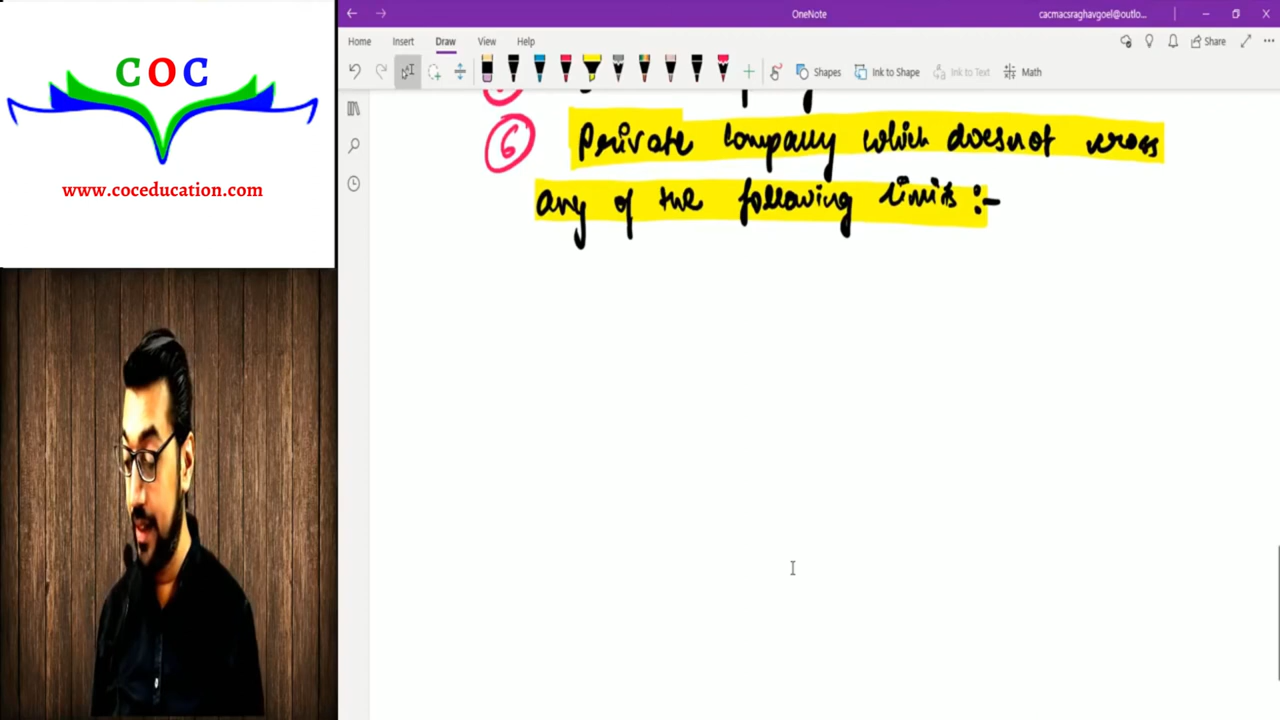 COC
www.coceducation.com
OneNote
cacmacsraghavgoel@outlo...
Home Insert Draw View Help
Share
Shapes Ink to Shape Ink to Text Math
6 Private company which doesnot cross
any of the following limits :-